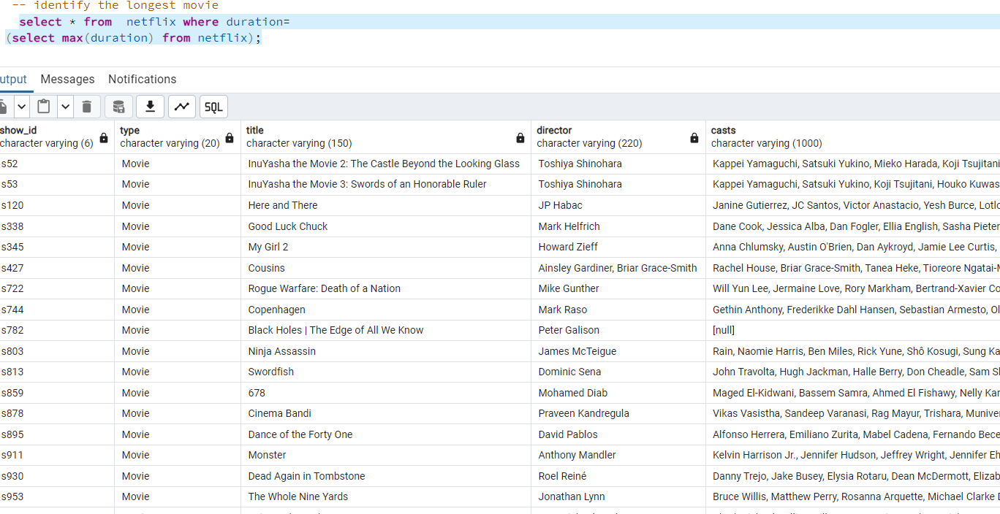 -- identify the longest movie
select * from  netflix where duration=
(select max(duration) from netflix);
Messages Notifications
SQL
show_id type title director casts
character varying (6) character varying (20) character varying (150) character varying (220) character varying (1000)
s52 Movie InuYasha the Movie 2: The Castle Beyond the Looking Glass Toshiya Shinohara Kappei Yamaguchi, Satsuki Yukino, Mieko Harada, Koji Tsujitani
s53 Movie InuYasha the Movie 3: Swords of an Honorable Ruler Toshiya Shinohara Kappei Yamaguchi, Satsuki Yukino, Koji Tsujitani, Houko Kuwas
s120 Movie Here and There JP Habac Janine Gutierrez, JC Santos, Victor Anastacio, Yesh Burce,
s338 Movie Good Luck Chuck Mark Helfrich Dane Cook, Jessica Alba, Dan Fogler, Ellia English, Sasha Pieter
s345 Movie My Girl 2 Howard Zieff Anna Chlumsky, Austin O'Brien, Dan Aykroyd, Jamie Lee Curtis,
s427 Movie Cousins Ainsley Gardiner, Briar Grace-Smith Rachel House, Briar Grace-Smith, Tanea Heke, Tioreore
s722 Movie Rogue Warfare: Death of a Nation Mike Gunther Will Yun Lee, Jermaine Love, Rory Markham, Bertrand-Xavier Co
s744 Movie Copenhagen Mark Raso Gethin Anthony, Frederikke Dahl Hansen, Sebastian Armesto, Ol
s782 Movie Black Holes | The Edge of All We Know Peter Galison [null]
s803 Movie Ninja Assassin James McTeigue Rain, Naomie Harris, Ben Miles, Rick Yune, Shô Kosugi, Sung Ka
s813 Movie Swordfish Dominic Sena John Travolta, Hugh Jackman, Halle Berry, Don Cheadle, Sam
s859 Movie 678 Mohamed Diab Maged El-Kidwani, Bassem Samra, Ahmed El Fishawy, Nelly Kar
s878 Movie Cinema Bandi Praveen Kandregula Vikas Vasistha, Sandeep Varanasi, Rag Mayur, Trishara,
s895 Movie Dance of the Forty One David Pablos Alfonso Herrera, Emiliano Zurita, Mabel Cadena, Fernando Bece
s911 Movie Monster Anthony Mandler Kelvin Harrison Jr., Jennifer Hudson, Jeffrey Wright, Jennifer Eh
s930 Movie Dead Again in Tombstone Roel Reiné Danny Trejo, Jake Busey, Elysia Rotaru, Dean McDermott, Elizab
s953 Movie The Whole Nine Yards Jonathan Lynn Bruce Willis, Matthew Perry, Rosanna Arquette, Michael Clarke